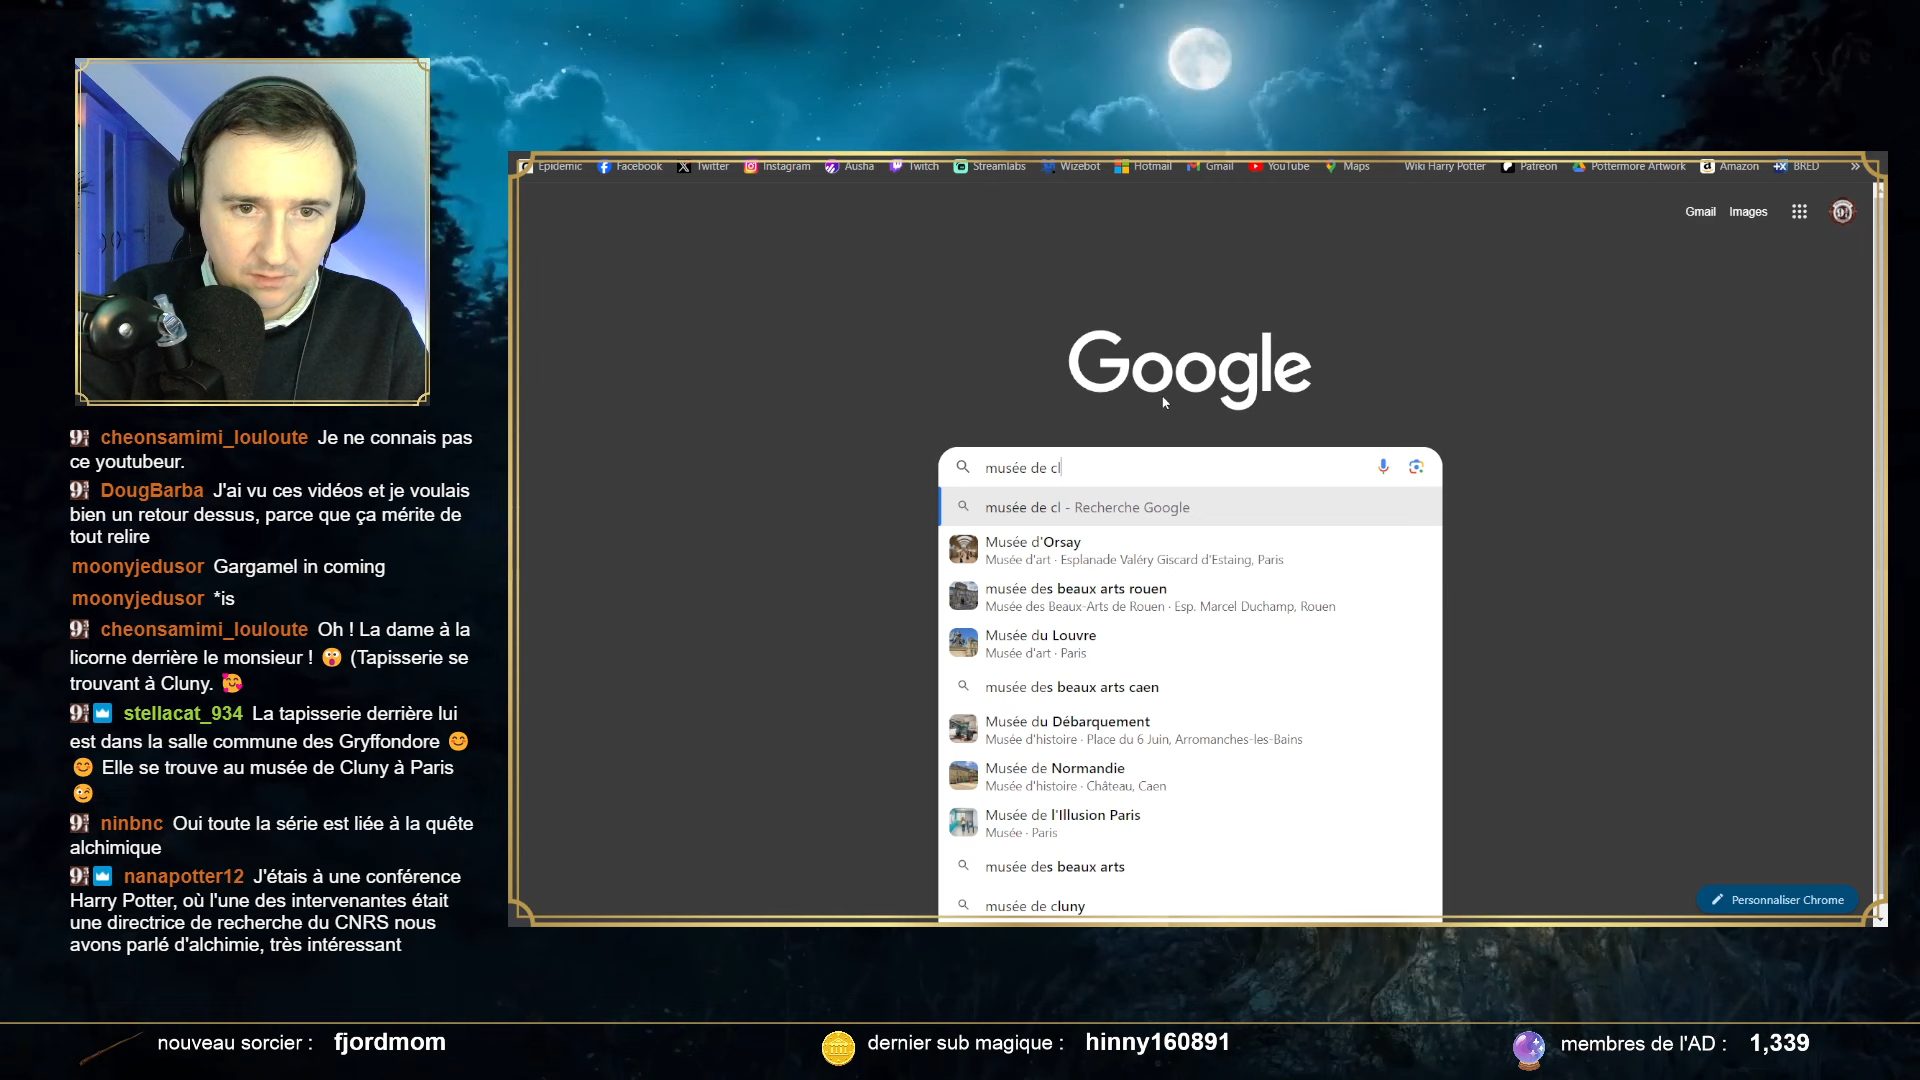 Epidemic Facebook Twitter Instagram Ausha Twitch Streamlabs Wizebot Hotmail Gmail YouTube Maps Wiki Harry Potter Patreon Pottermore Artwork Amazon BRED »
Gmail Images
Google
musée de cl
musée de cl - Recherche Google
Musée d'Orsay
Musée d'art · Esplanade Valéry Giscard d'Estaing, Paris
musée des beaux arts rouen
Musée des Beaux-Arts de Rouen · Esp. Marcel Duchamp, Rouen
Musée du Louvre
Musée d'art · Paris
musée des beaux arts caen
Musée du Débarquement
Musée d'histoire · Place du 6 Juin, Arromanches-les-Bains
Musée de Normandie
Musée d'histoire · Château, Caen
Musée de l'Illusion Paris
Musée · Paris
musée des beaux arts
musée de cluny
Personnaliser Chrome
cheonsamimi_louloute Je ne connais pas
ce youtubeur.
DougBarba J'ai vu ces vidéos et je voulais
bien un retour dessus, parce que ça mérite de
tout relire
moonyjedusor Gargamel in coming
moonyjedusor *is
cheonsamimi_louloute Oh ! La dame à la
licorne derrière le monsieur ! 😲 (Tapisserie se
trouvant à Cluny. 🥰
stellacat_934 La tapisserie derrière lui
est dans la salle commune des Gryffondore 😊
😊 Elle se trouve au musée de Cluny à Paris
😉
ninbnc Oui toute la série est liée à la quête
alchimique
nanapotter12 J'étais à une conférence
Harry Potter, où l'une des intervenantes était
une directrice de recherche du CNRS nous
avons parlé d'alchimie, très intéressant
nouveau sorcier : fjordmom
dernier sub magique : hinny160891
membres de l'AD : 1,339